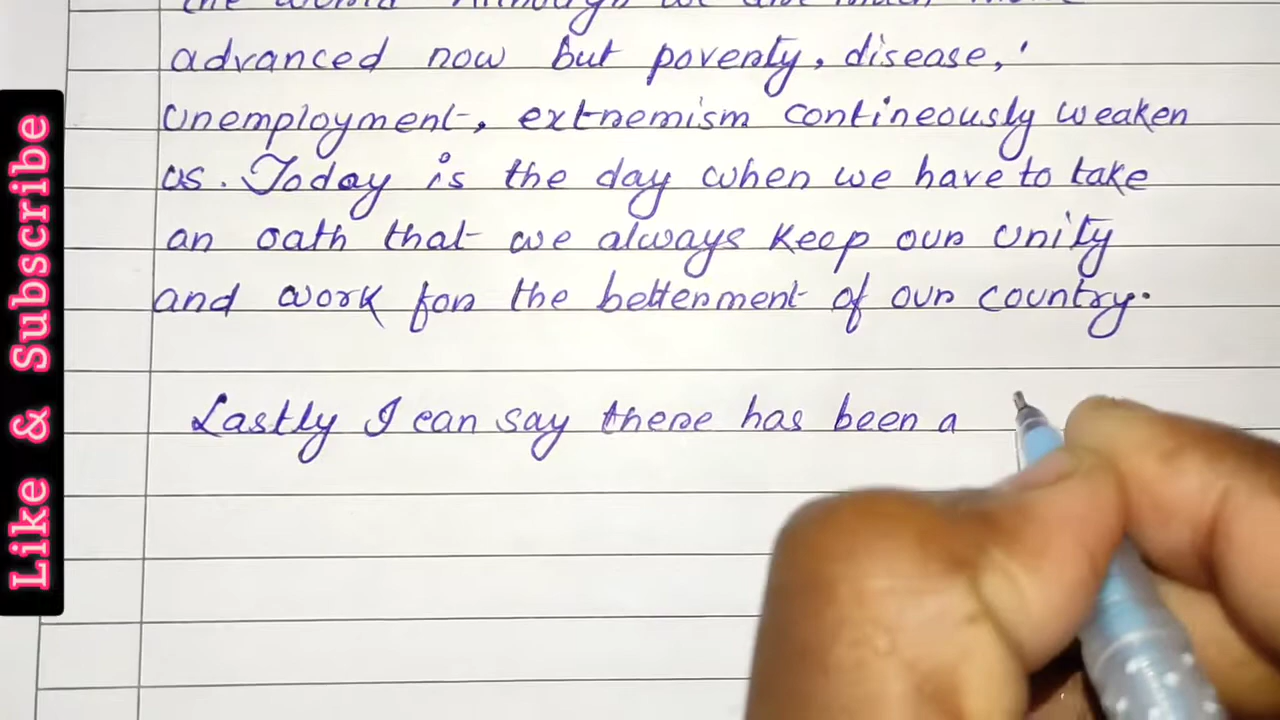 advanced now but poverty, disease,
Unemployment, extremism contineously weaken
us. Today is the day when we have to take
an oath that we always keep our unity
and work for the betterment of our country.
Lastly I can say there has been a
Like & Subscribe